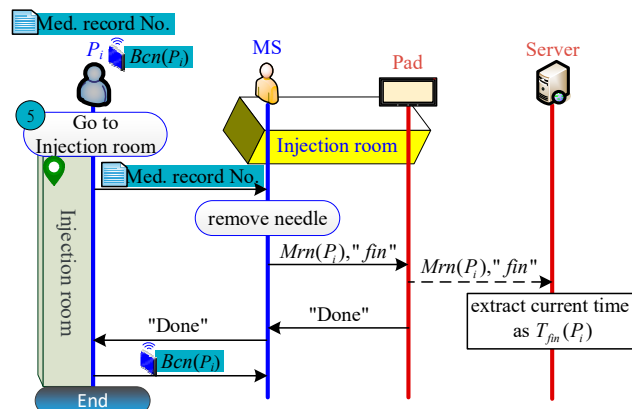 Med. record No.
P_i
Bcn(P_i)
MS
Pad
Server
5
Go to
Injection room
Injection room
Med. record No.
Injection room
remove needle
Mrn(P_i)," fin"
Mrn(P_i)," fin"
extract current time
as T_fin(P_i)
"Done"
"Done"
Bcn(P_i)
End